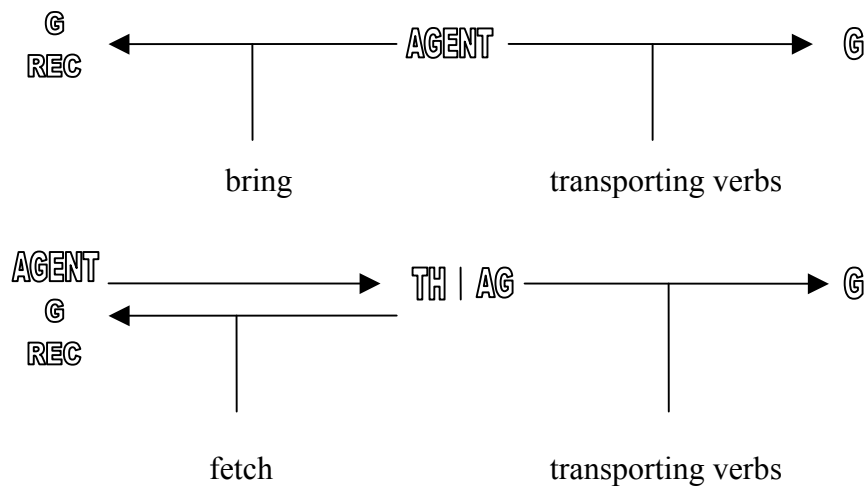 G
REC
AGENT
G
bring
transporting verbs
AGENT
G
REC
TH | AG
G
fetch
transporting verbs